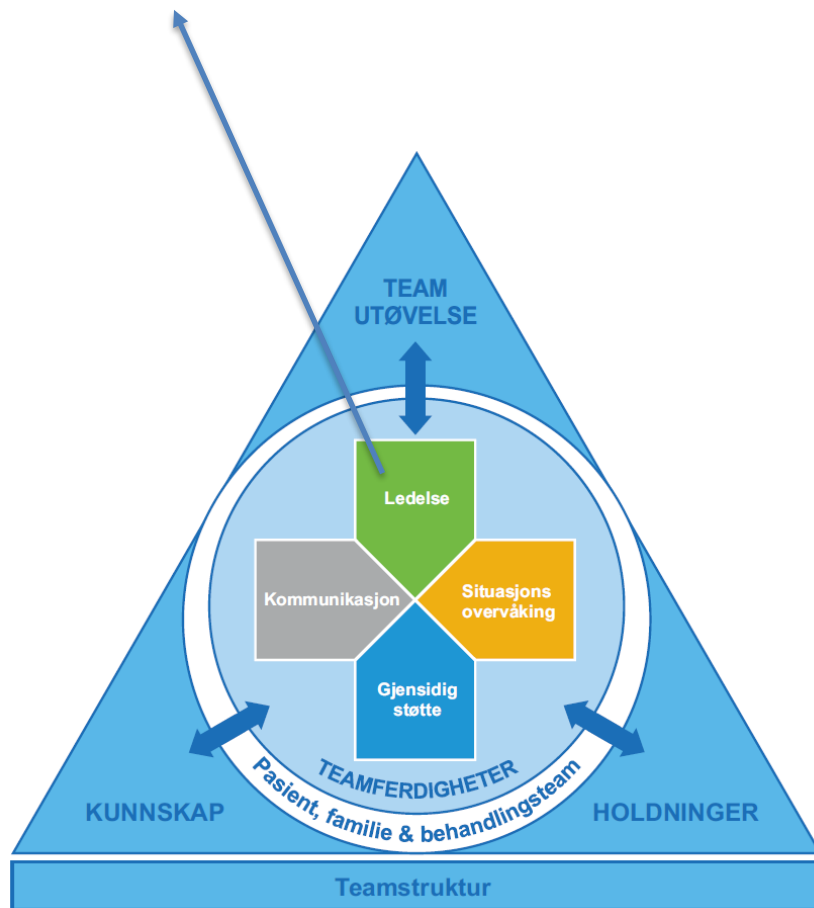 TEAM
UTØVELSE
Ledelse
Kommunikasjon
Situasjons
overvåking
Gjensidig
støtte
TEAMFERDIGHETER
Pasient, familie & behandlingsteam
KUNNSKAP
HOLDNINGER
Teamstruktur